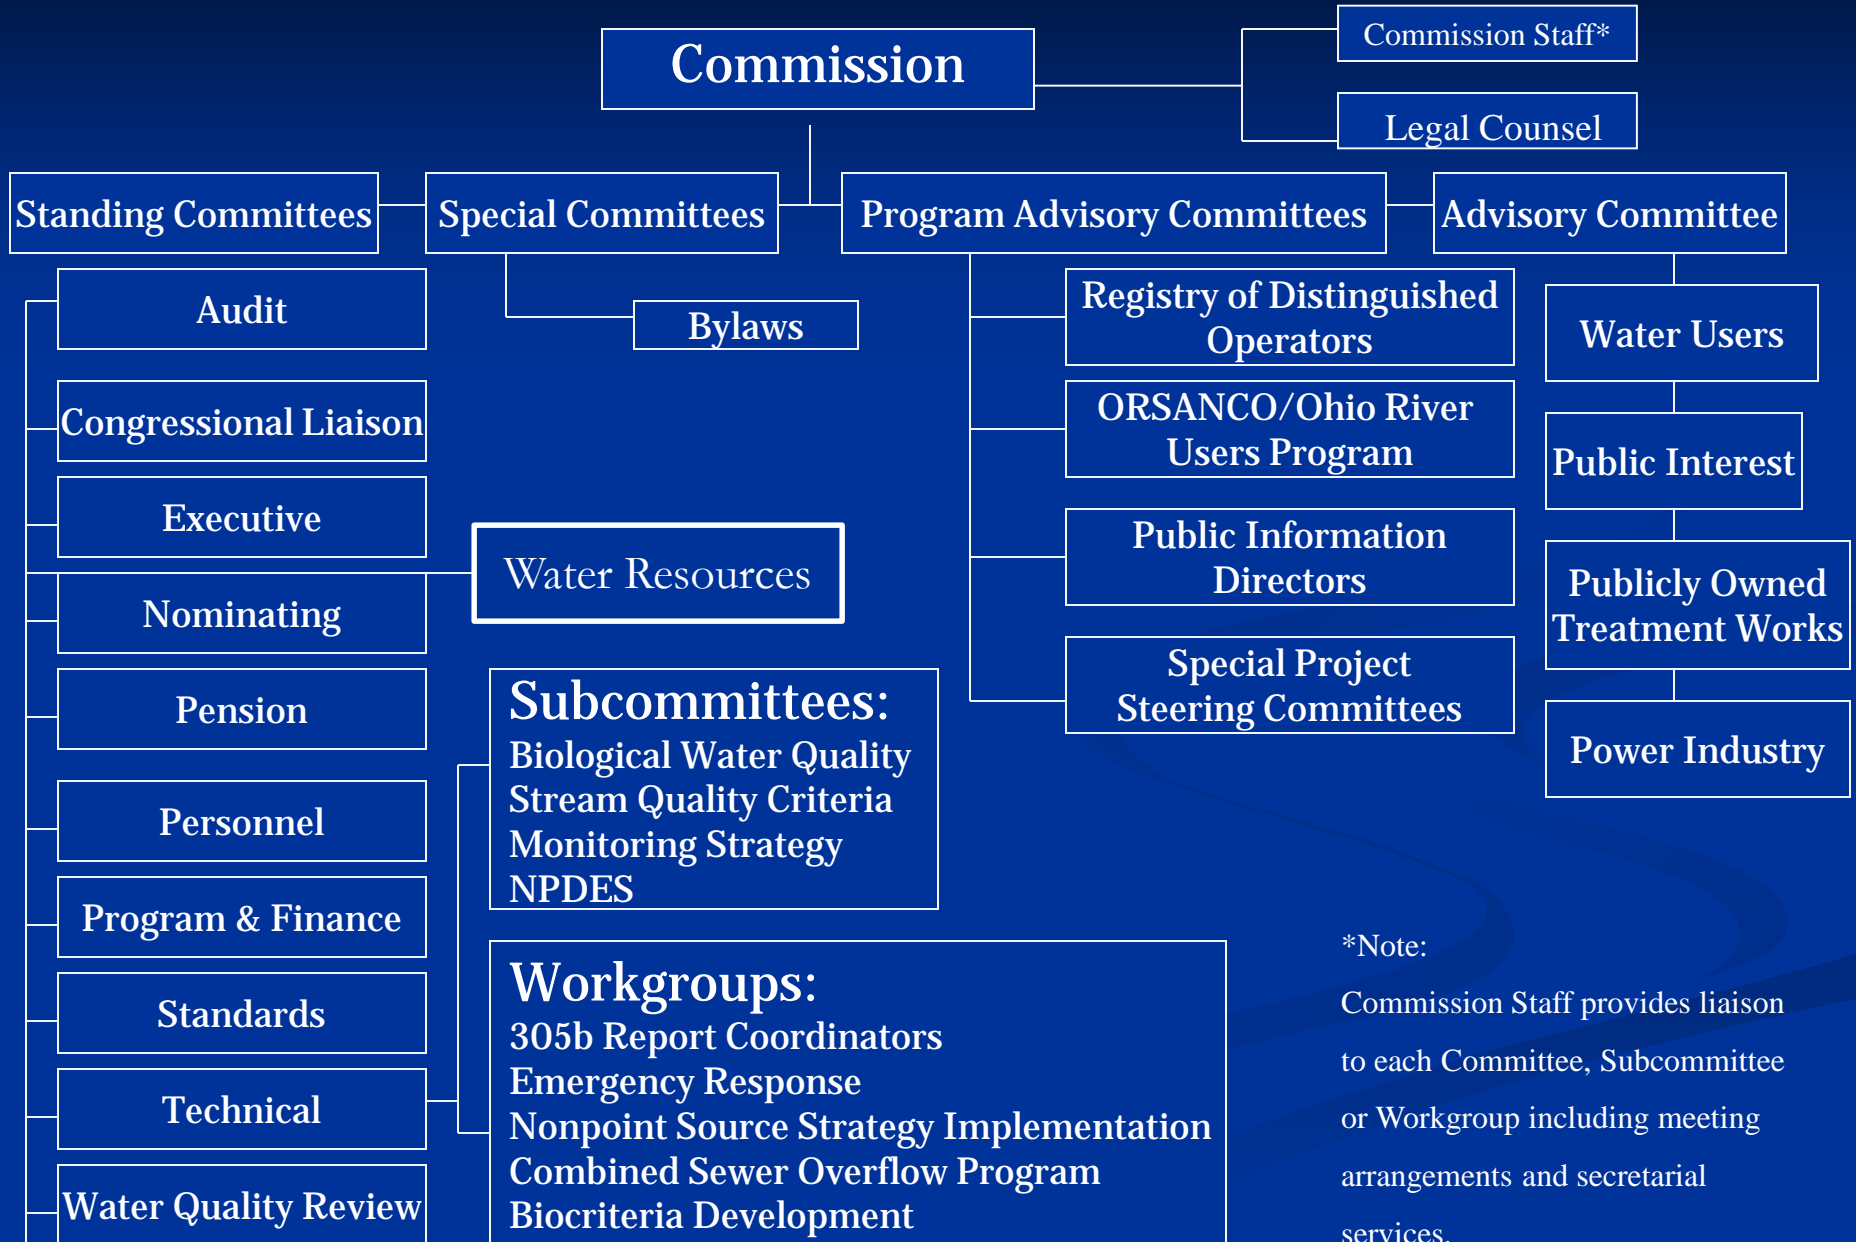 Commission
Commission Staff*
Legal Counsel
Standing Committees
Special Committees
Program Advisory Committees
Advisory Committee
Audit
Congressional Liaison
Executive
Nominating
Pension
Personnel
Program & Finance
Standards
Technical
Water Quality Review
Bylaws
Water Resources
Subcommittees:
Biological Water Quality
Stream Quality Criteria
Monitoring Strategy
NPDES
Workgroups:
305b Report Coordinators
Emergency Response
Nonpoint Source Strategy Implementation
Combined Sewer Overflow Program
Biocriteria Development
Registry of Distinguished
Operators
ORSANCO/Ohio River
Users Program
Public Information
Directors
Special Project
Steering Committees
Water Users
Public Interest
Publicly Owned
Treatment Works
Power Industry
*Note:
Commission Staff provides liaison
to each Committee, Subcommittee
or Workgroup including meeting
arrangements and secretarial
services.